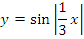 y = sin |1/3 x|